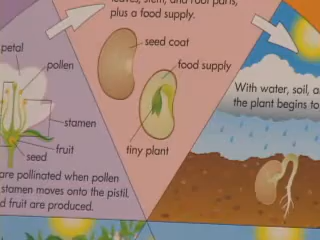 leaves, stem, and root parts,
plus a food supply.
seed coat
petal
pollen
food supply
With water, soil, a
the plant begins to
stamen
fruit
tiny plant
seed
are pollinated when pollen
stamen moves onto the pistil.
d fruit are produced.